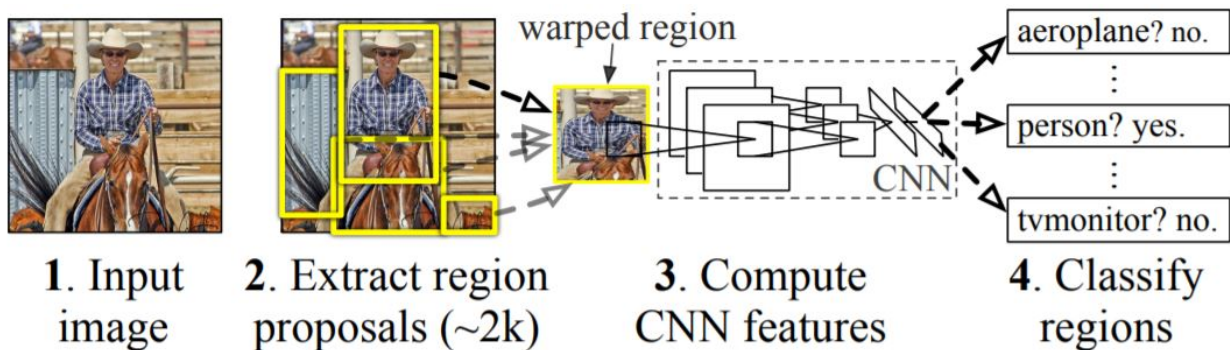 warped region
aeroplane? no.
⋮
person? yes.
CNN
⋮
tvmonitor? no.
1. Input
image
2. Extract region
proposals (~2k)
3. Compute
CNN features
4. Classify
regions